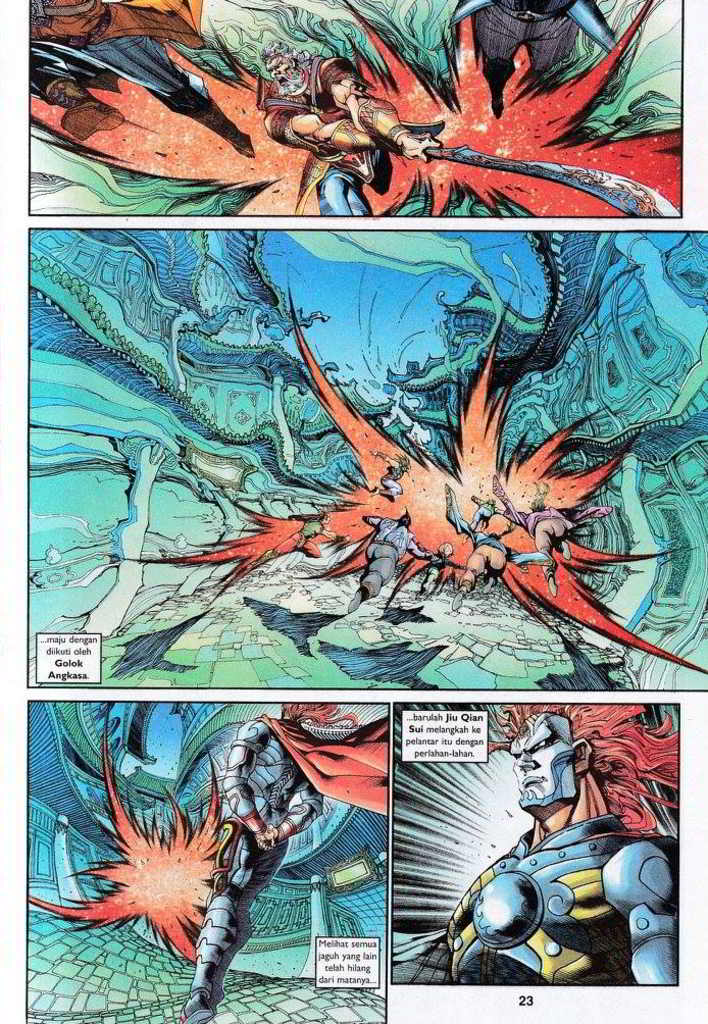 ...maju dengan
diikuti oleh
Golok
Angkasa.
Melihat semua
jaguh yang lain
telah hilang
dari matanya...
...barulah Jiu Qian
Sui melangkah ke
pelantar itu dengan
perlahan-lahan.
23